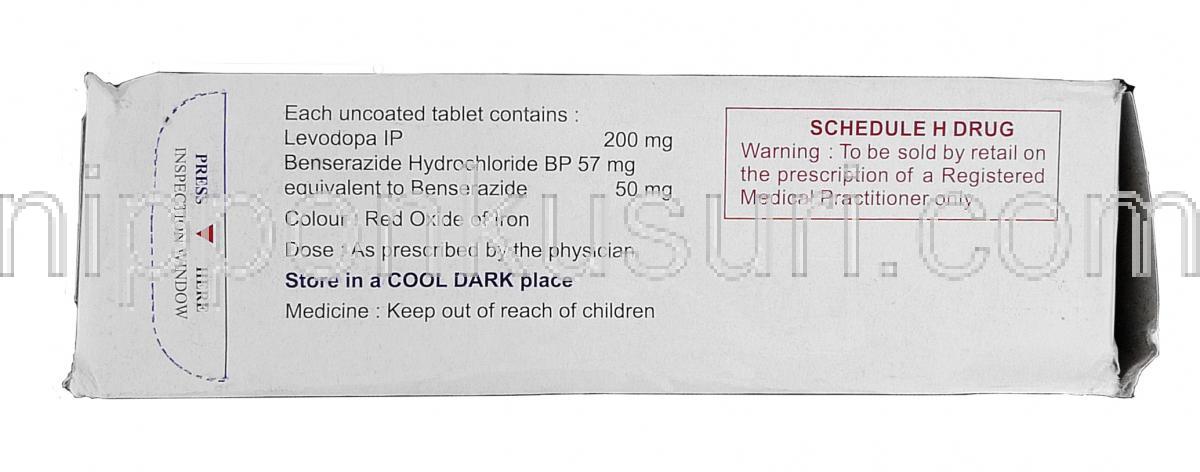 Each uncoated tablet contains :
Levodopa IP 200 mg
Benserazide Hydrochloride BP 57 mg
equivalent to Benserazide 50 mg
Colour : Red Oxide of Iron
Dose : As prescribed by the physician
Store in a COOL DARK place
Medicine : Keep out of reach of children
SCHEDULE H DRUG
Warning : To be sold by retail on
the prescription of a Registered
Medical Practitioner only
PRESS HERE
INSPECTION WINDOW
nipponkusuri.com